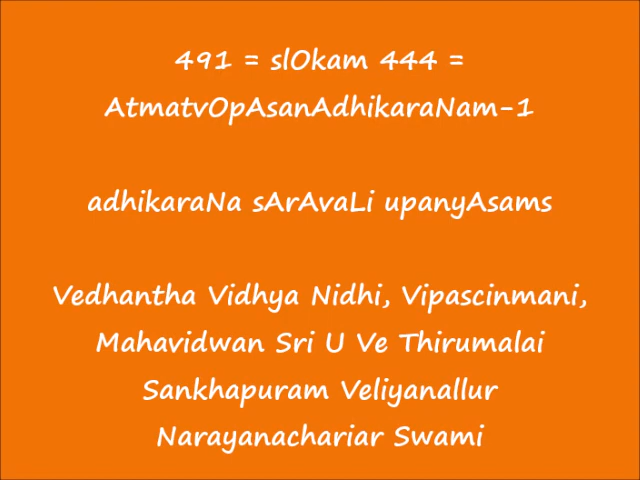 491 = slOkam 444 =
AtmatvOpAsanAdhikaraNam-1
adhikaraNa sArAvaLi upanyAsams
Vedhantha Vidhya Nidhi, Vipascinmani,
Mahavidwan Sri U Ve Thirumalai
Sankhapuram Veliyanallur
Narayanachariar Swami